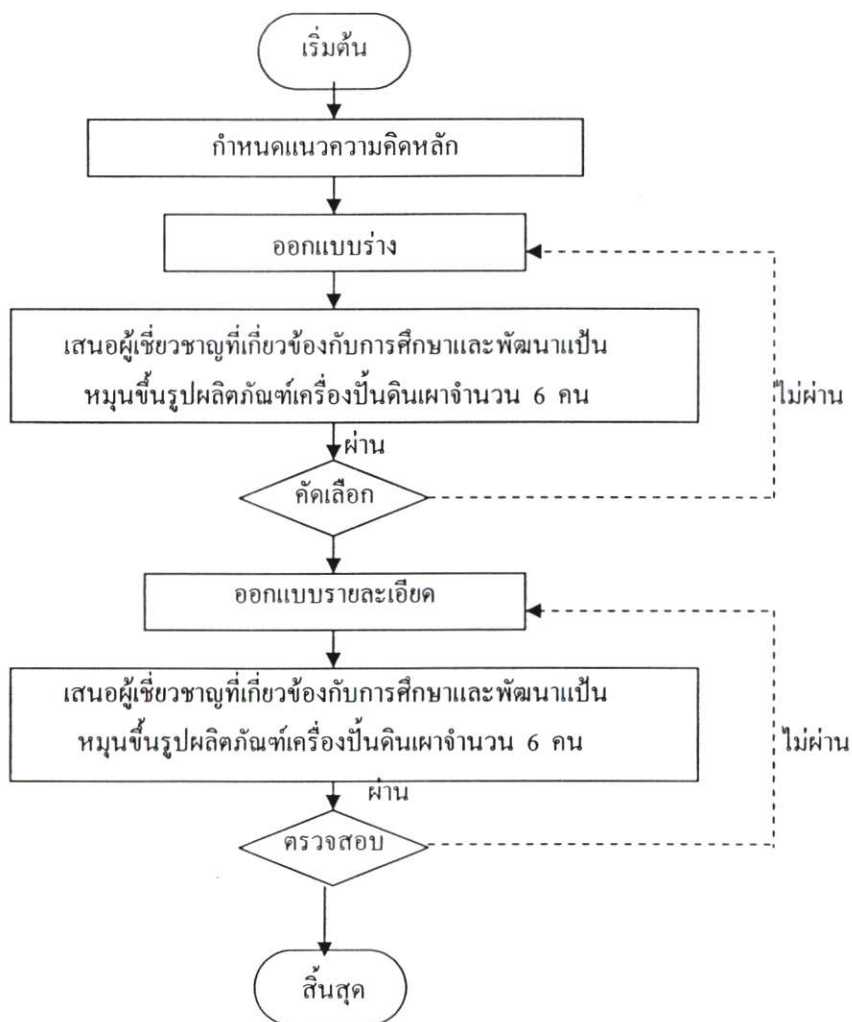 เริ่มต้น
กำหนดแนวความคิดหลัก
ออกแบบร่าง
เสนอผู้เชี่ยวชาญที่เกี่ยวข้องกับการศึกษาและพัฒนาแป้น
หมุนขึ้นรูปผลิตภัณฑ์เครื่องปั้นดินเผาจำนวน 6 คน
ไม่ผ่าน
ผ่าน
คัดเลือก
ออกแบบรายละเอียด
เสนอผู้เชี่ยวชาญที่เกี่ยวข้องกับการศึกษาและพัฒนาแป้น
หมุนขึ้นรูปผลิตภัณฑ์เครื่องปั้นดินเผาจำนวน 6 คน
ไม่ผ่าน
ผ่าน
ตรวจสอบ
สิ้นสุด